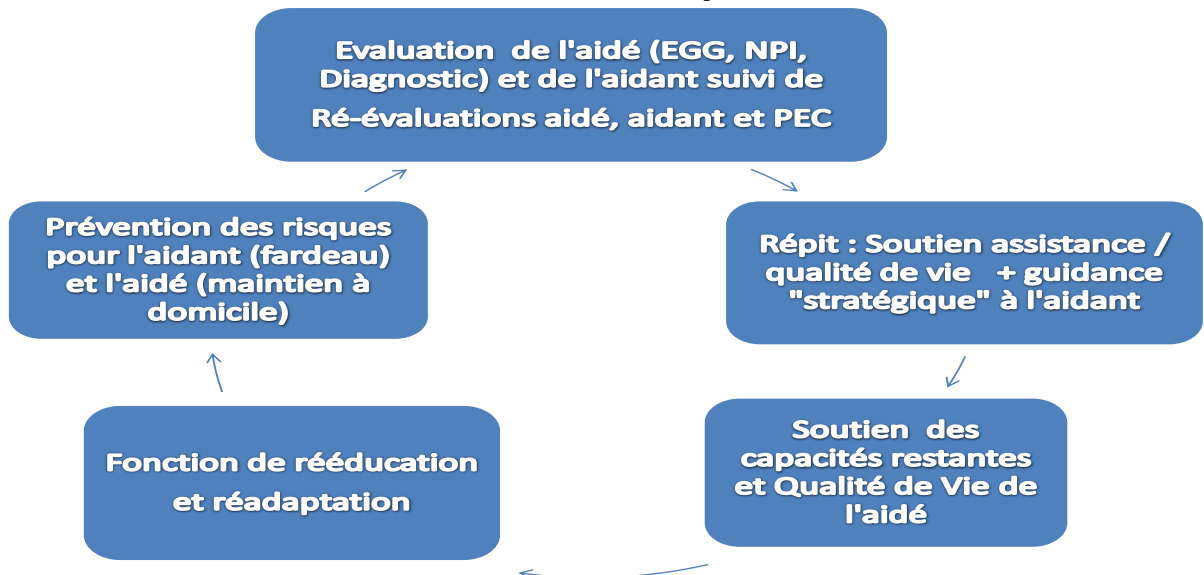 Evaluation de l'aidé (EGG, NPI,
Diagnostic) et de l'aidant suivi de
Ré-évaluations aidé, aidant et PEC
Répit : Soutien assistance /
qualité de vie + guidance
"stratégique" à l'aidant
Soutien des
capacités restantes
et Qualité de Vie de
l'aidé
Fonction de rééducation
et réadaptation
Prévention des risques
pour l'aidant (fardeau)
et l'aidé (maintien à
domicile)